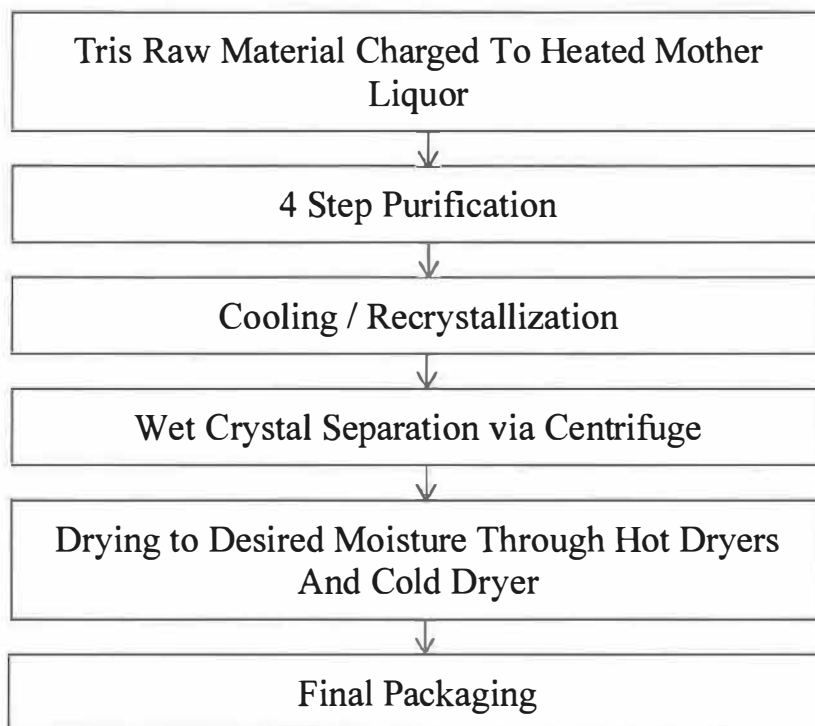 Tris Raw Material Charged To Heated Mother
Liquor
4 Step Purification
Cooling / Recrystallization
Wet Crystal Separation via Centrifuge
Drying to Desired Moisture Through Hot Dryers
And Cold Dryer
Final Packaging